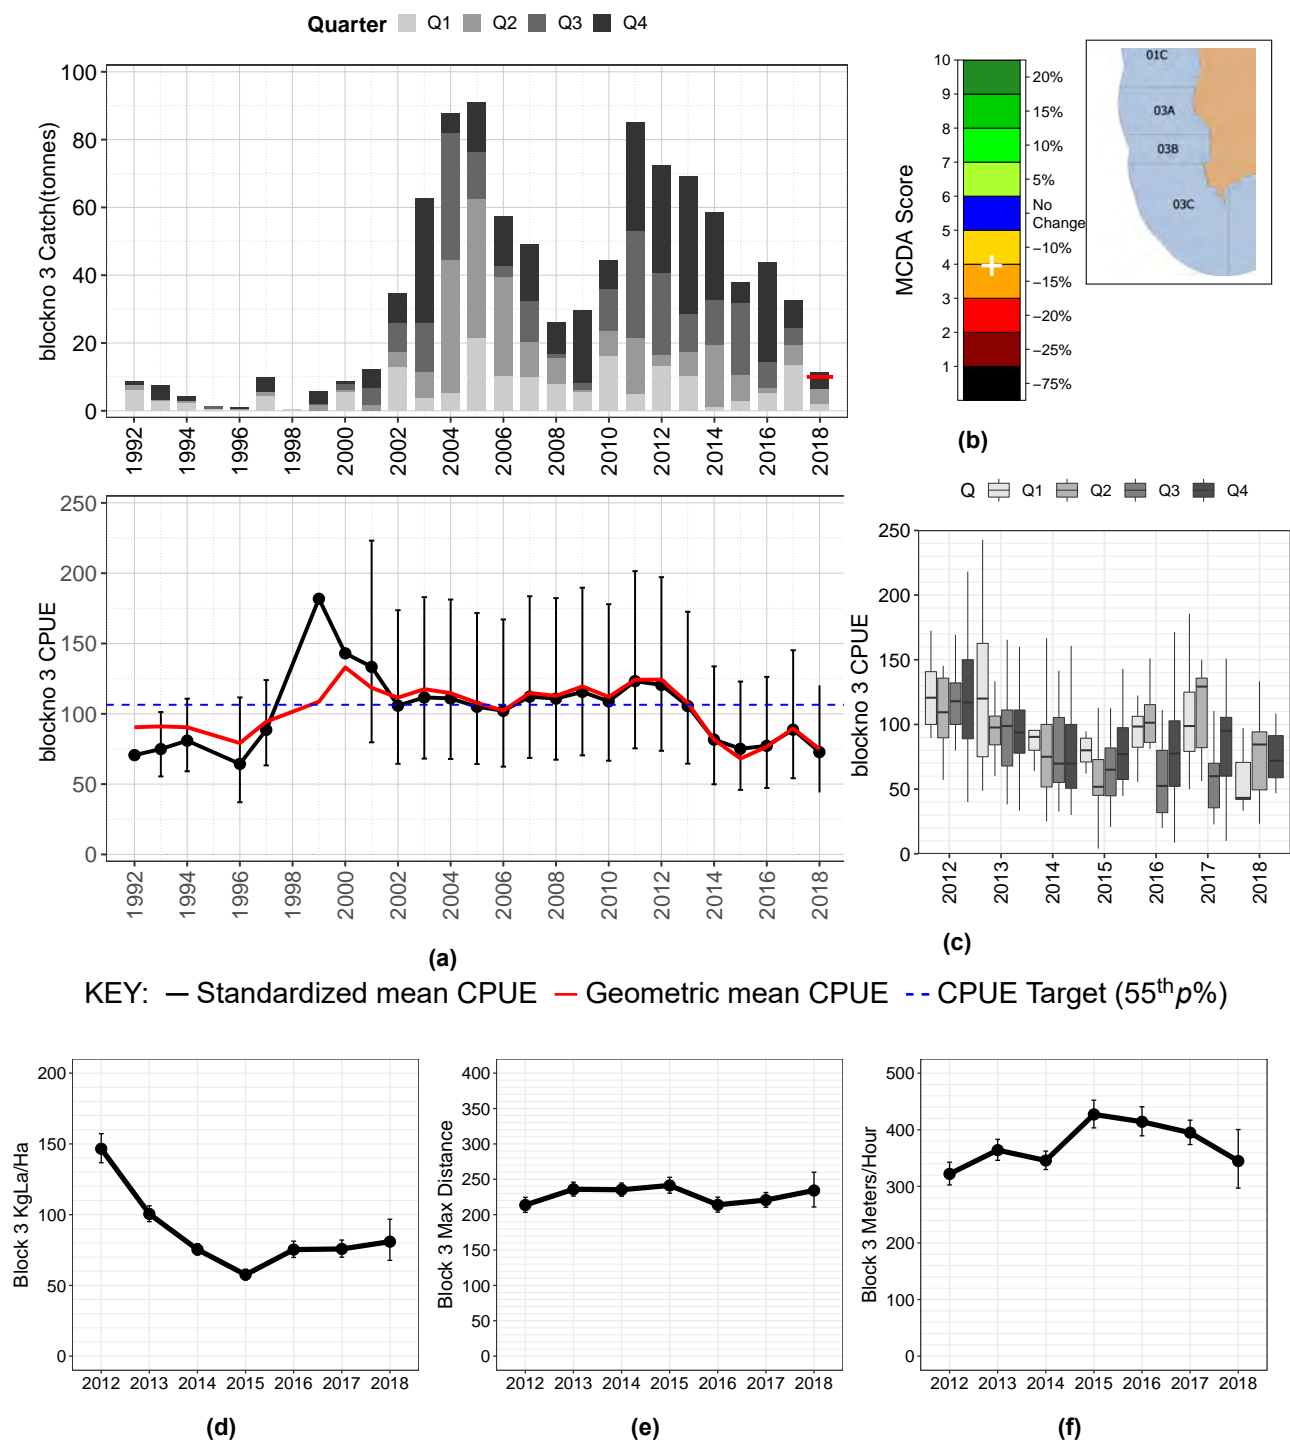 Quarter Q1 Q2 Q3 Q4
blockno 3 Catch(tonnes)
100
80
60
40
20
0
1992 1994 1996 1998 2000 2002 2004 2006 2008 2010 2012 2014 2016 2018
blockno 3 CPUE
250
200
150
100
50
0
1992 1994 1996 1998 2000 2002 2004 2006 2008 2010 2012 2014 2016 2018
(a)
MCDA Score
10
9
8
7
6
5
4
3
2
1
20%
15%
10%
5%
No
Change
−10%
−15%
−20%
−25%
−75%
01C
03A
03B
03C
(b)
Q Q1 Q2 Q3 Q4
blockno 3 CPUE
250
200
150
100
50
0
2012 2013 2014 2015 2016 2017 2018
(c)
KEY: Standardized mean CPUE Geometric mean CPUE CPUE Target (55th p%)
Block 3 KgLa/Ha
200
150
100
50
0
2012 2013 2014 2015 2016 2017 2018
(d)
Block 3 Max Distance
400
350
300
250
200
150
100
50
0
2012 2013 2014 2015 2016 2017 2018
(e)
Block 3 Meters/Hour
500
400
300
200
100
0
2012 2013 2014 2015 2016 2017 2018
(f)